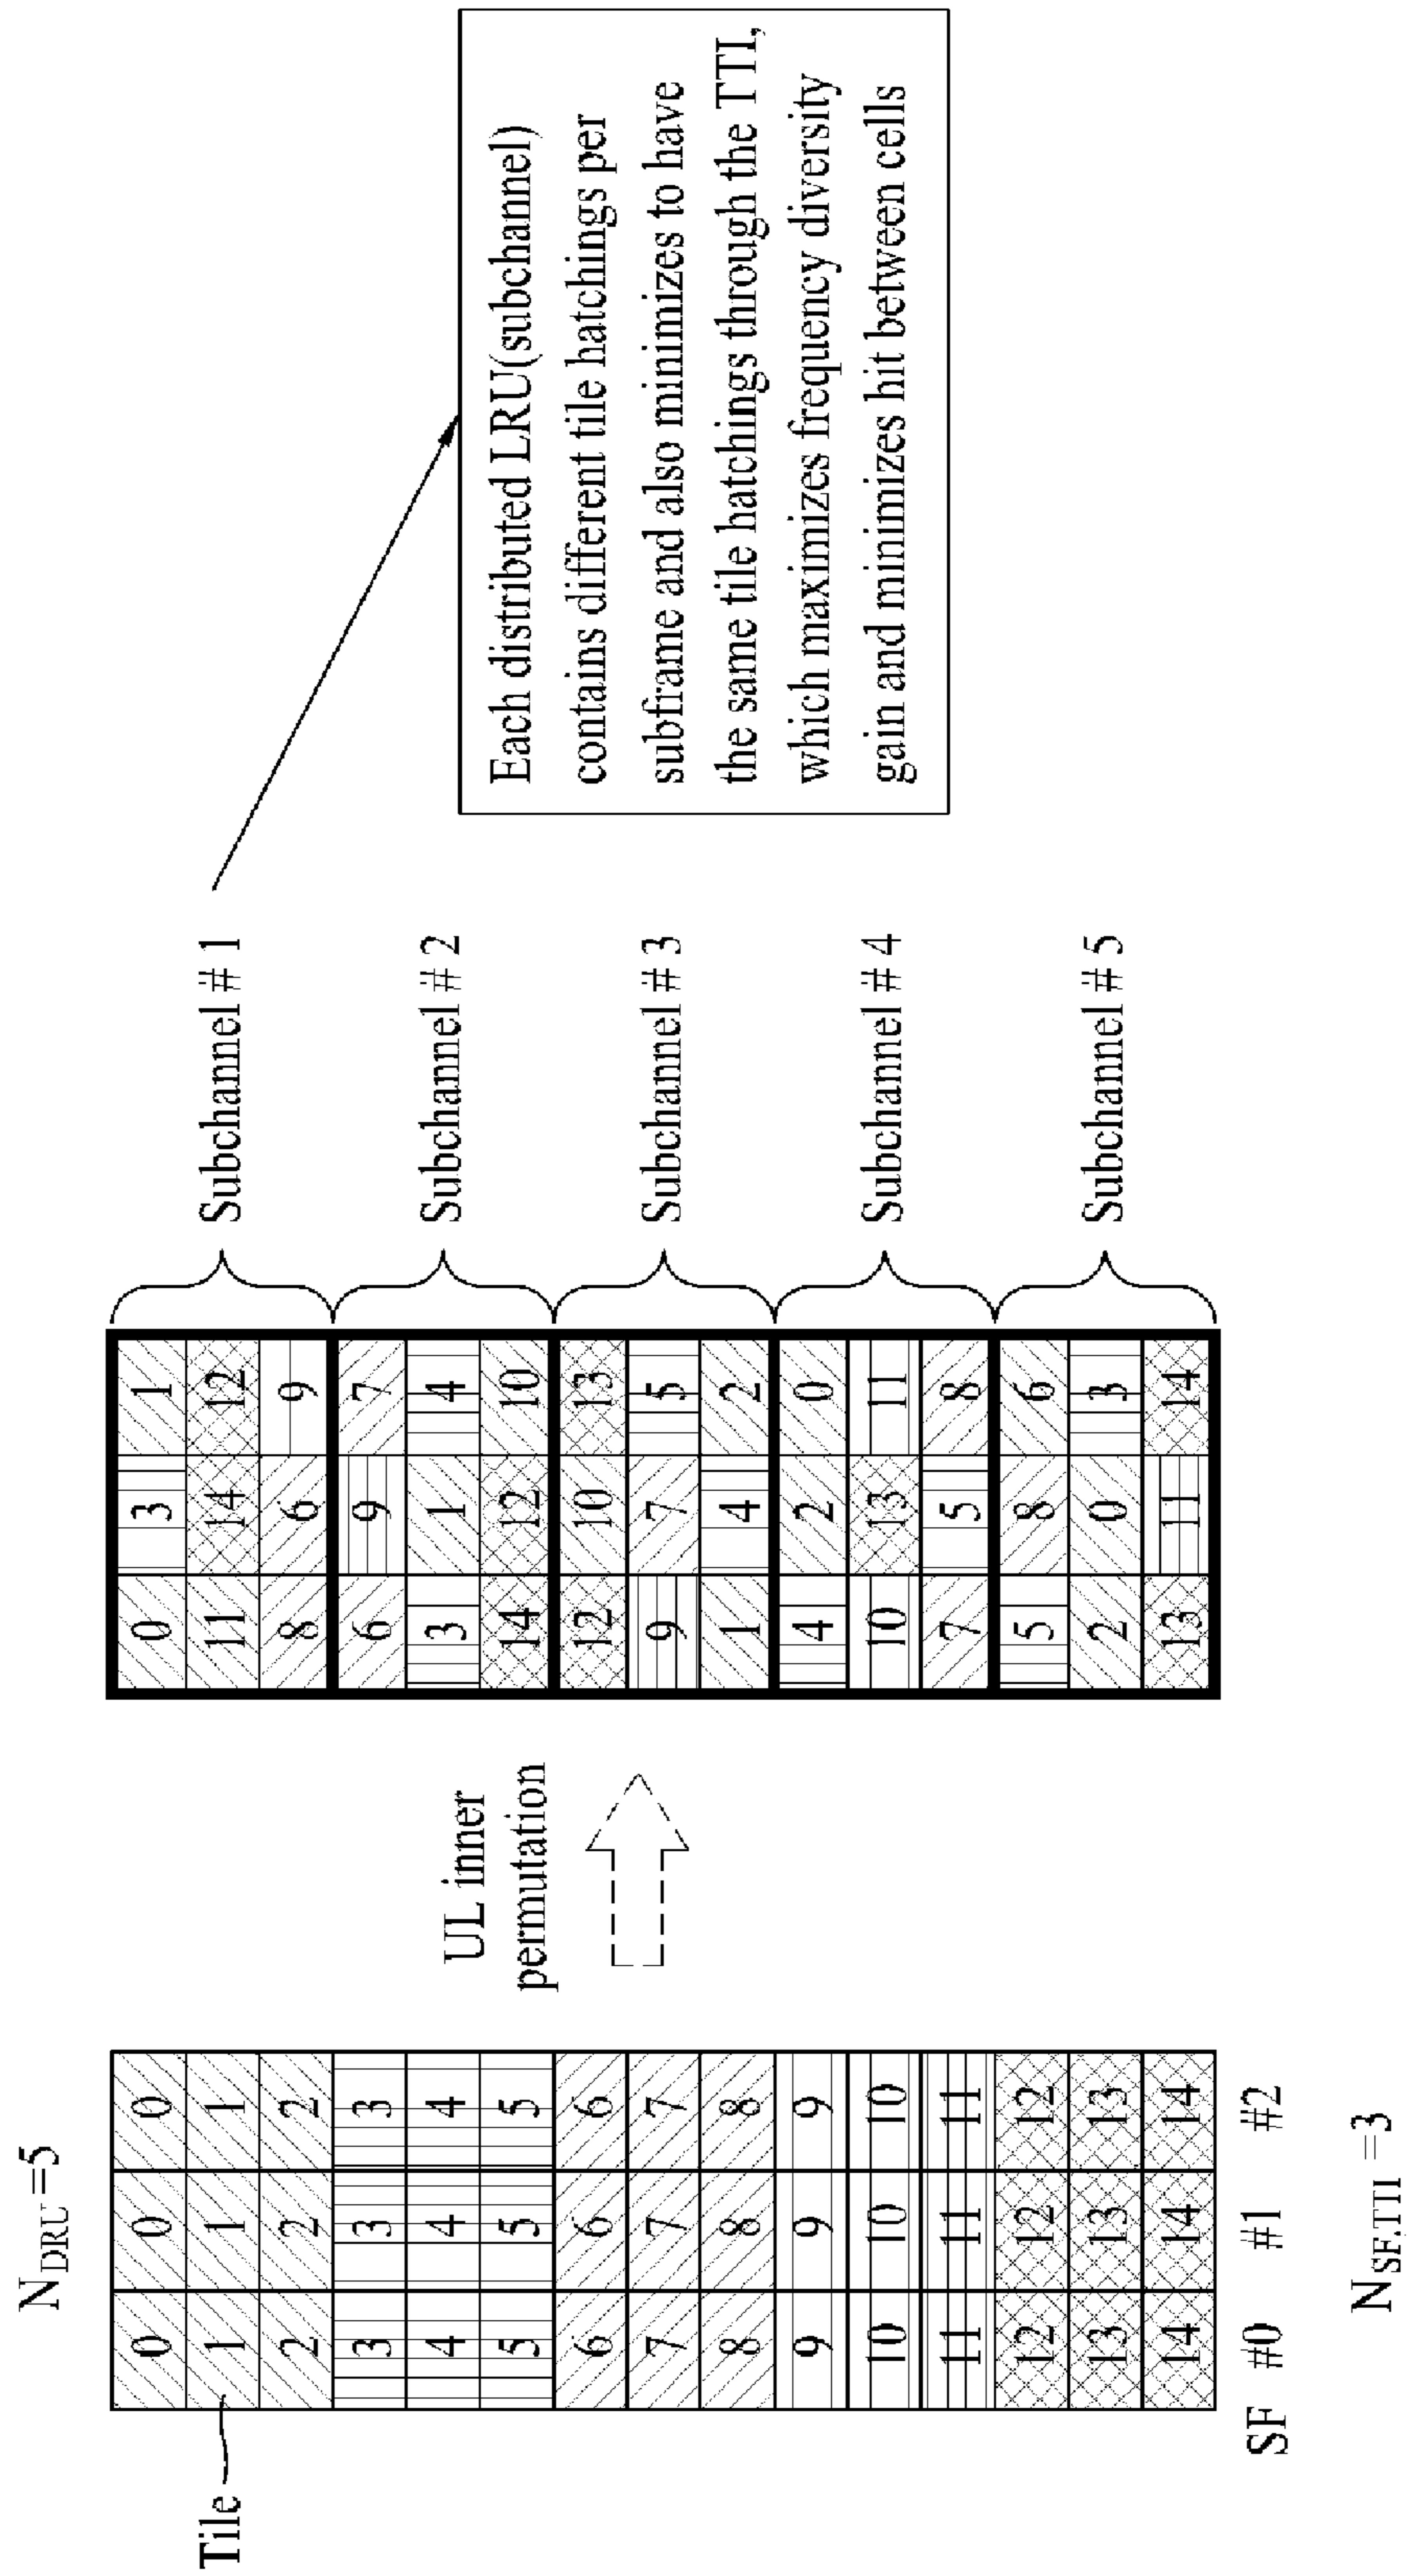 N_DRU=5
Tile
0 0 0
1 1 1
2 2 2
3 3 3
4 4 4
5 5 5
6 6 6
7 7 7
8 8 8
9 9 9
10 10 10
11 11 11
12 12 12
13 13 13
14 14 14
SF #0 #1 #2
N_SF.TTI =3
UL inner
permutation
0 3 1
11 14 12
8 6 9
6 9 7
3 1 4
14 12 10
12 10 13
9 7 5
1 4 2
4 2 0
10 13 11
7 5 8
5 8 6
2 0 3
13 11 14
Subchannel # 1
Subchannel # 2
Subchannel # 3
Subchannel # 4
Subchannel # 5
Each distributed LRU(subchannel)
contains different tile hatchings per
subframe and also minimizes to have
the same tile hatchings through the TTI,
which maximizes frequency diversity
gain and minimizes hit between cells